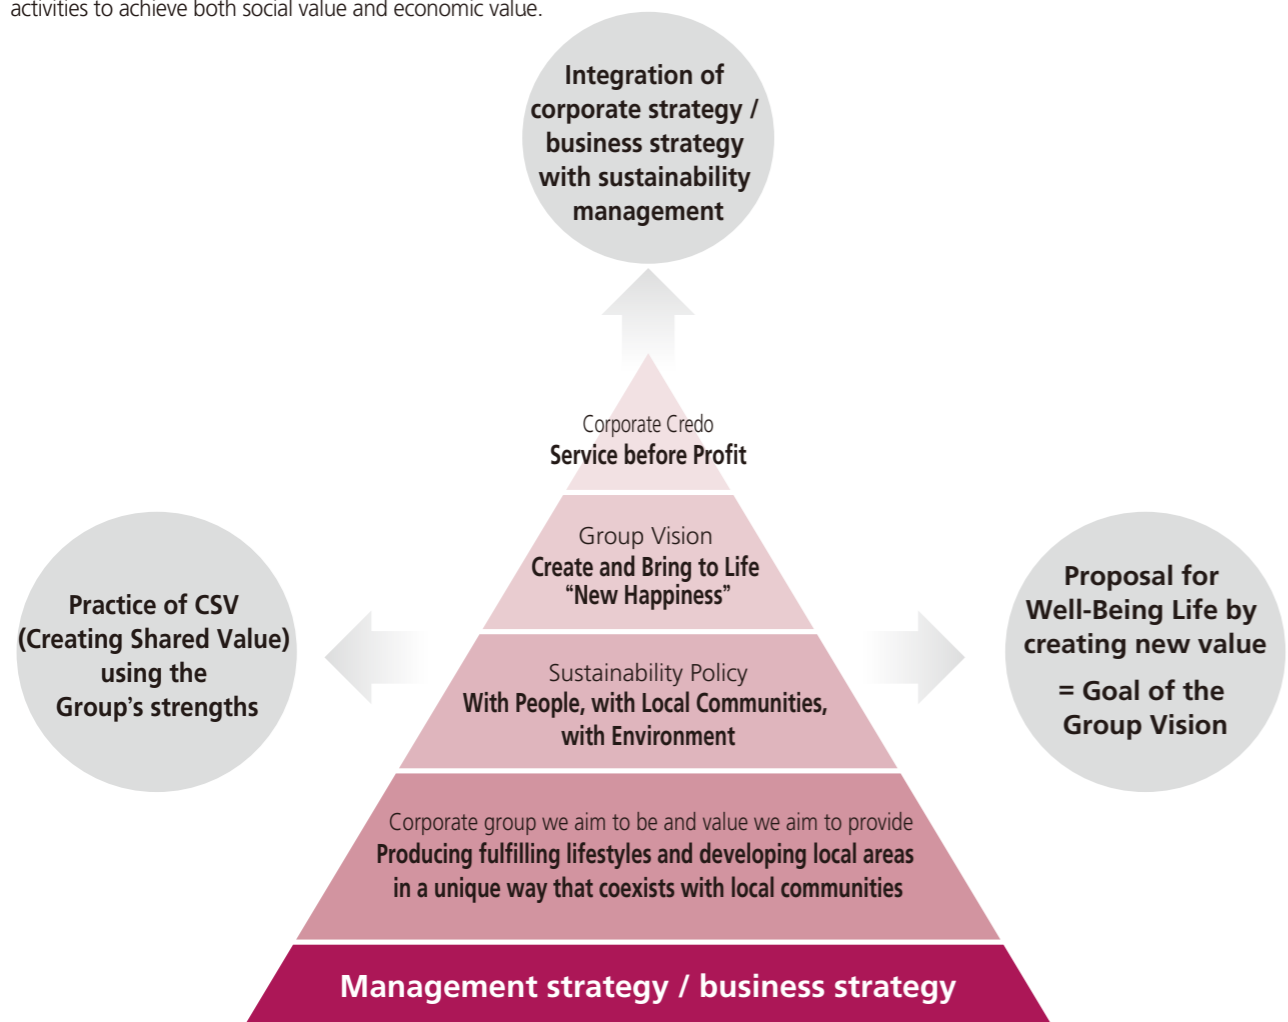 activities to achieve both social value and economic value.
Integration of
corporate strategy /
business strategy
with sustainability
management
Corporate Credo
Service before Profit
Group Vision
Create and Bring to Life
“New Happiness”
Practice of CSV
(Creating Shared Value)
using the
Group’s strengths
Proposal for
Well-Being Life by
creating new value
= Goal of the
Group Vision
Sustainability Policy
With People, with Local Communities,
with Environment
Corporate group we aim to be and value we aim to provide
Producing fulfilling lifestyles and developing local areas
in a unique way that coexists with local communities
Management strategy / business strategy